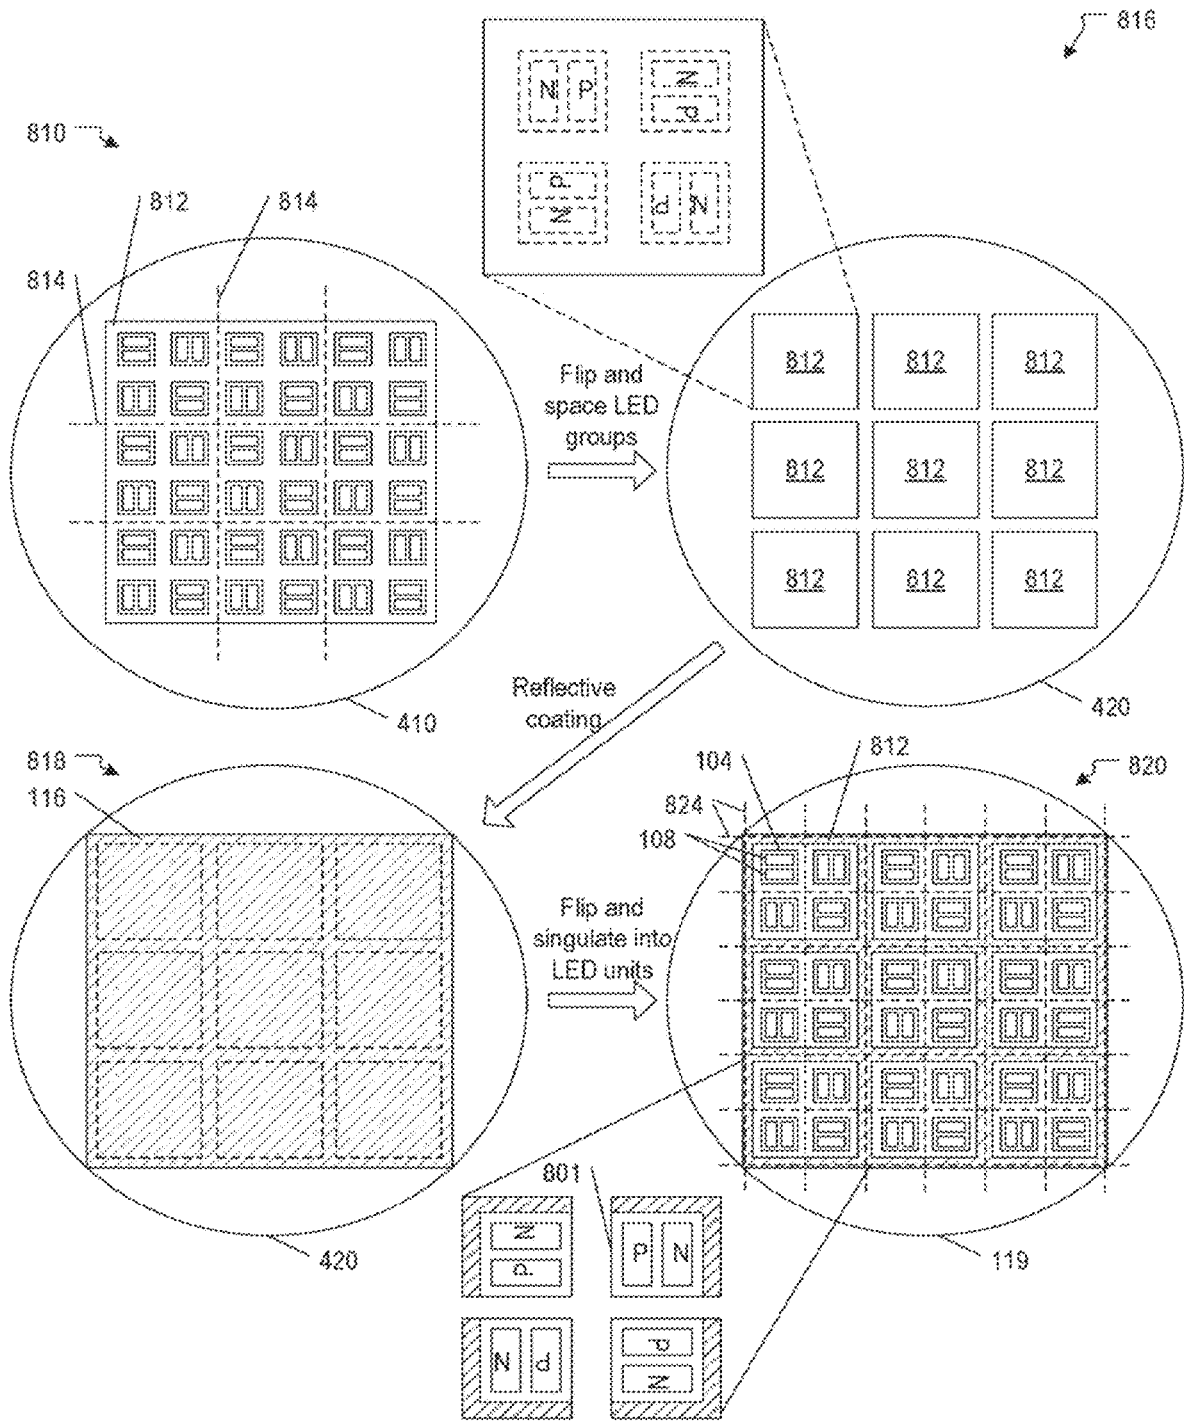 816
N P
N
P
810
P
N
P N
812
814
814
812 812 812
Flip and
space LED
groups
812 812 812
812 812 812
410
Reflective
coating
420
818
116
104
812
820
824
108
Flip and
singulate into
LED units
801
420
119
N
P
P N
N P
P
N